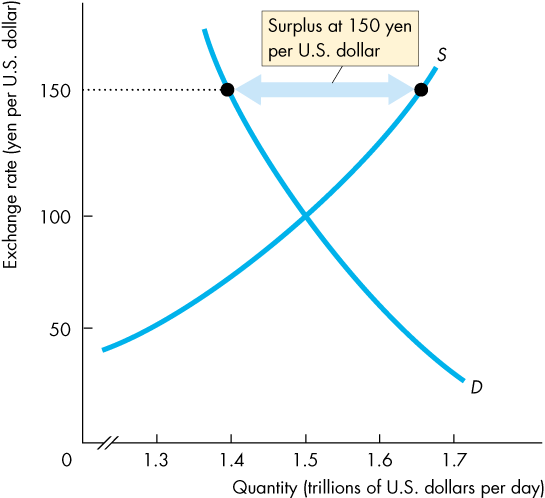 Exchange rate (yen per U.S. dollar)
Surplus at 150 yen
per U.S. dollar
S
150
100
50
D
0
1.3
1.4
1.5
1.6
1.7
Quantity (trillions of U.S. dollars per day)